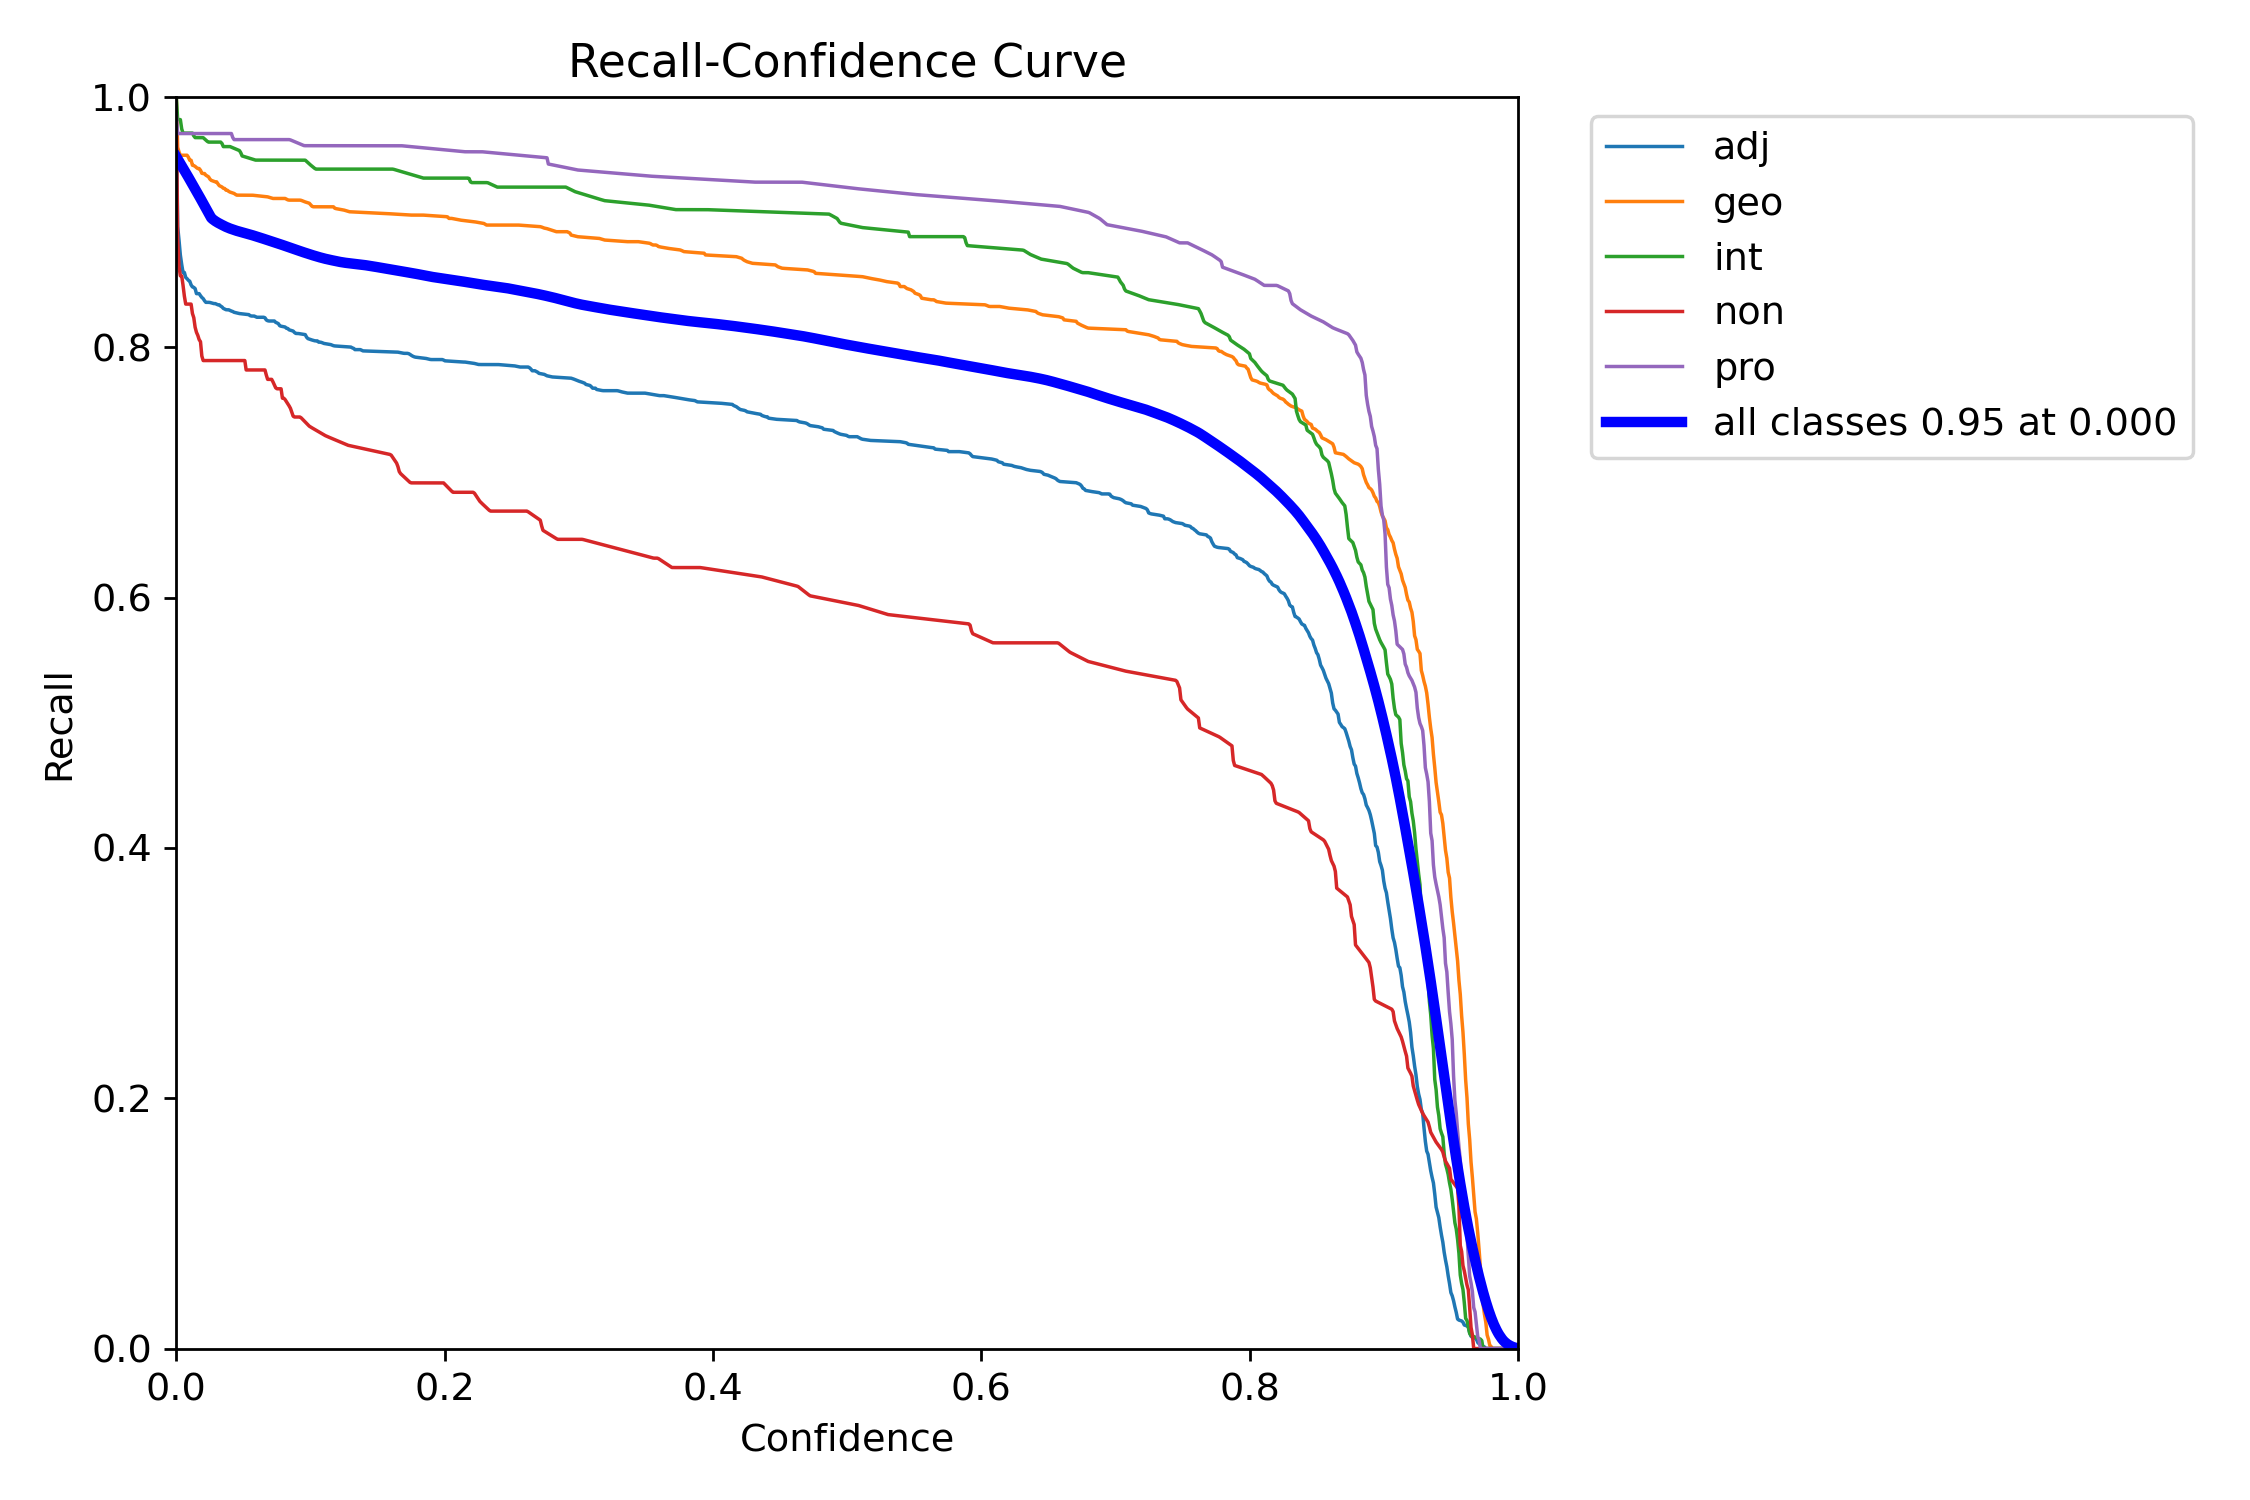 Recall-Confidence Curve
1.0
0.8
0.6
0.4
0.2
0.0
Recall
0.0 0.2 0.4 0.6 0.8 1.0
Confidence
adj
geo
int
non
pro
all classes 0.95 at 0.000